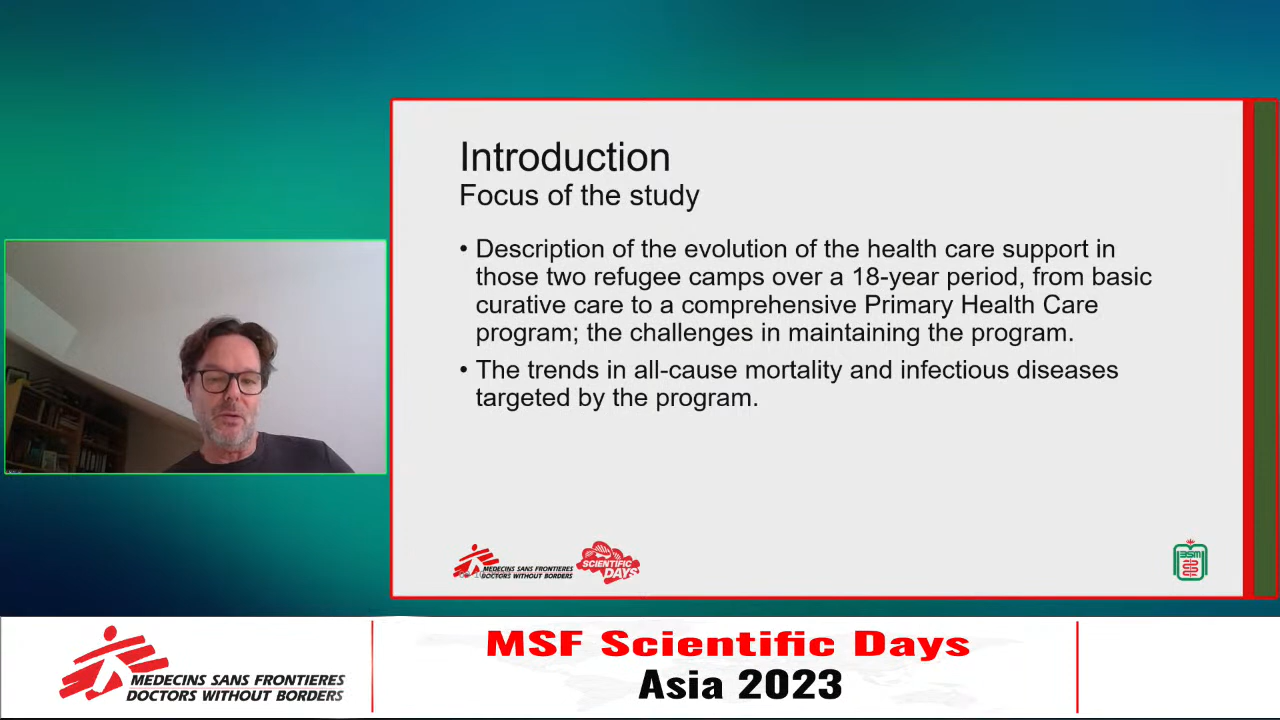 Introduction
Focus of the study
• Description of the evolution of the health care support in
those two refugee camps over a 18-year period, from basic
curative care to a comprehensive Primary Health Care
program; the challenges in maintaining the program.
• The trends in all-cause mortality and infectious diseases
targeted by the program.
MEDECINS SANS FRONTIERES
DOCTORS WITHOUT BORDERS
SCIENTIFIC
DAYS
BSM
MEDECINS SANS FRONTIERES
DOCTORS WITHOUT BORDERS
MSF Scientific Days
Asia 2023